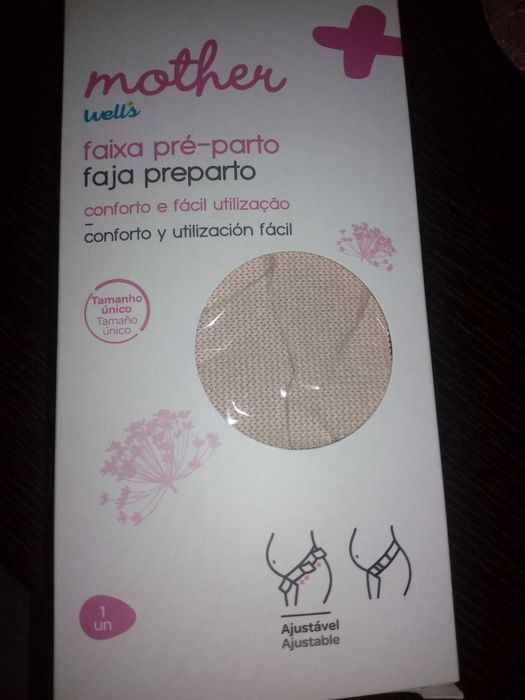 mother
well's
faixa pré-parto
faja preparto
conforto e fácil utilização
conforto y utilización fácil
Tamanho
único
Tamaño
único
1
un
Ajustável
Ajustable